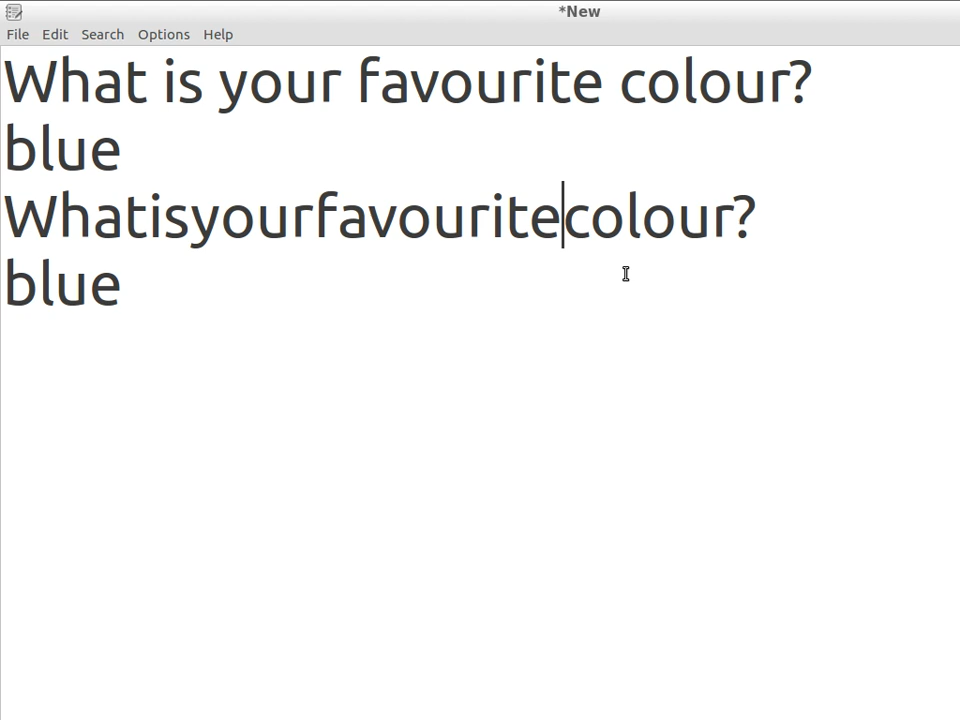 *New
File Edit Search Options Help
What is your favourite colour?
blue
Whatisyourfavouritecolour?
blue